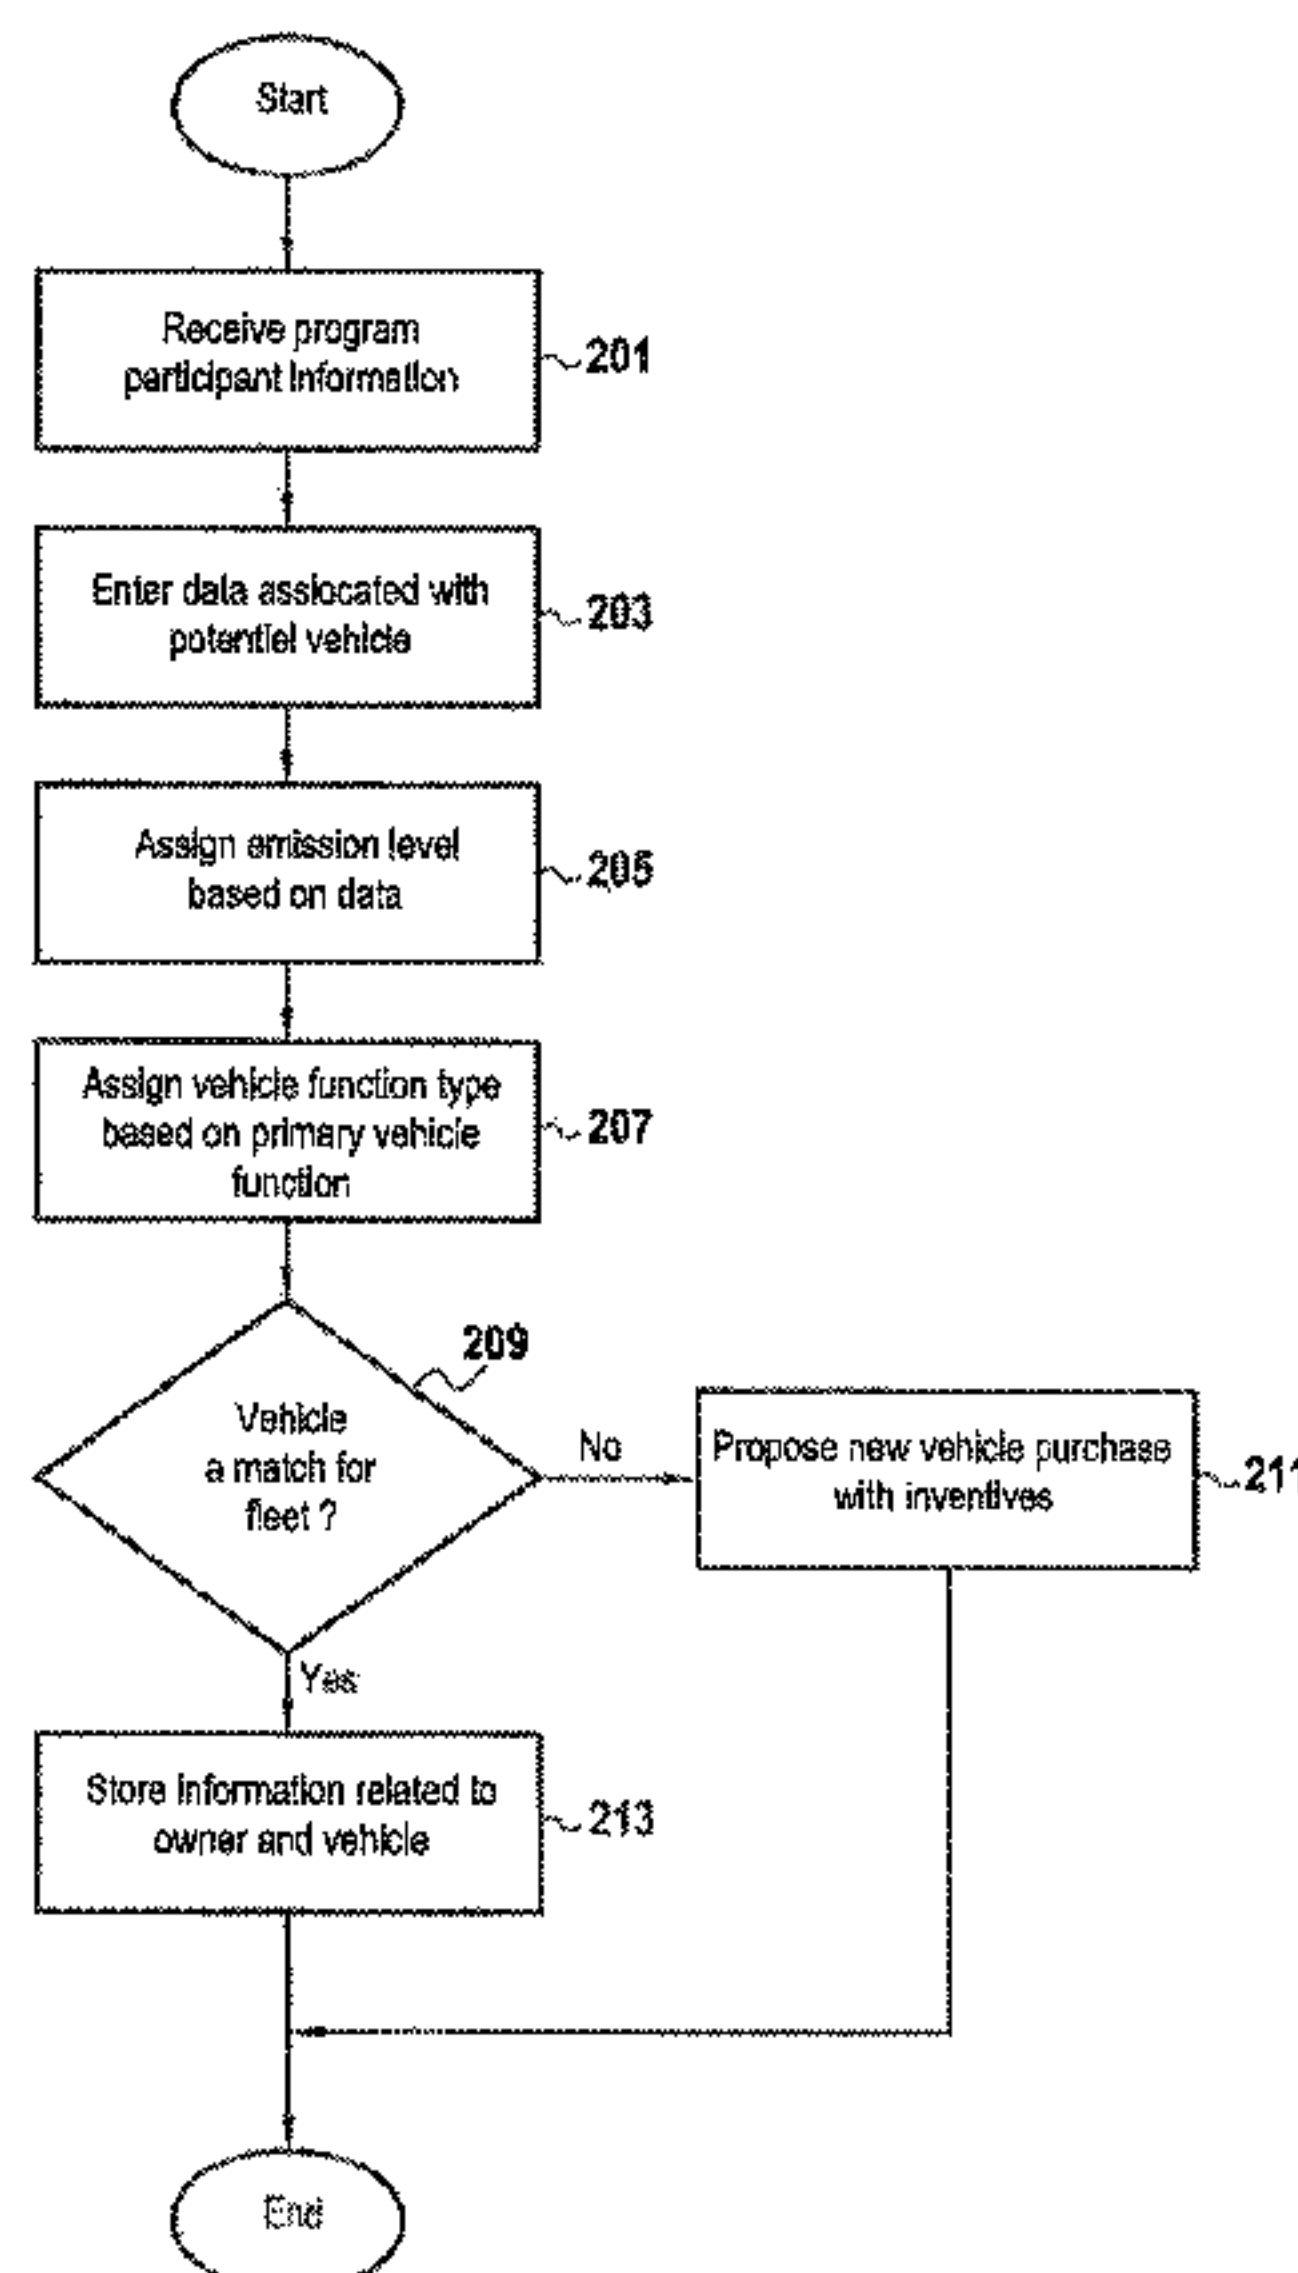 Start
Receive program
participant information
201
Enter data assiocated with
potentiel vehicle
203
Assign emission level
based on data
205
Assign vehicle function type
based on primary vehicle
function
207
209
Vehicle
a match for
fleet ?
No
Propose new vehicle purchase
with inventives
211
Yes
Store information related to
owner and vehicle
213
End